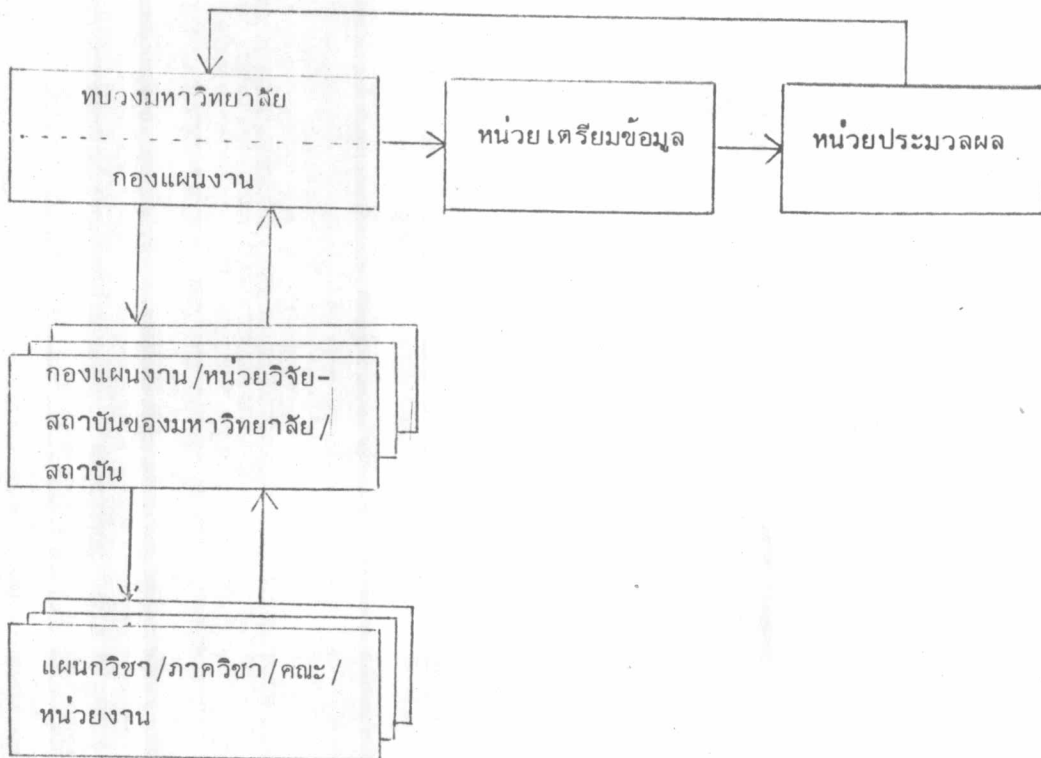 ทบวงมหาวิทยาลัย
กองแผนงาน
หน่วยเตรียมข้อมูล
หน่วยประมวลผล
กองแผนงาน/หน่วยวิจัย-
สถาบันของมหาวิทยาลัย/
สถาบัน
แผนกวิชา/ภาควิชา/คณะ/
หน่วยงาน